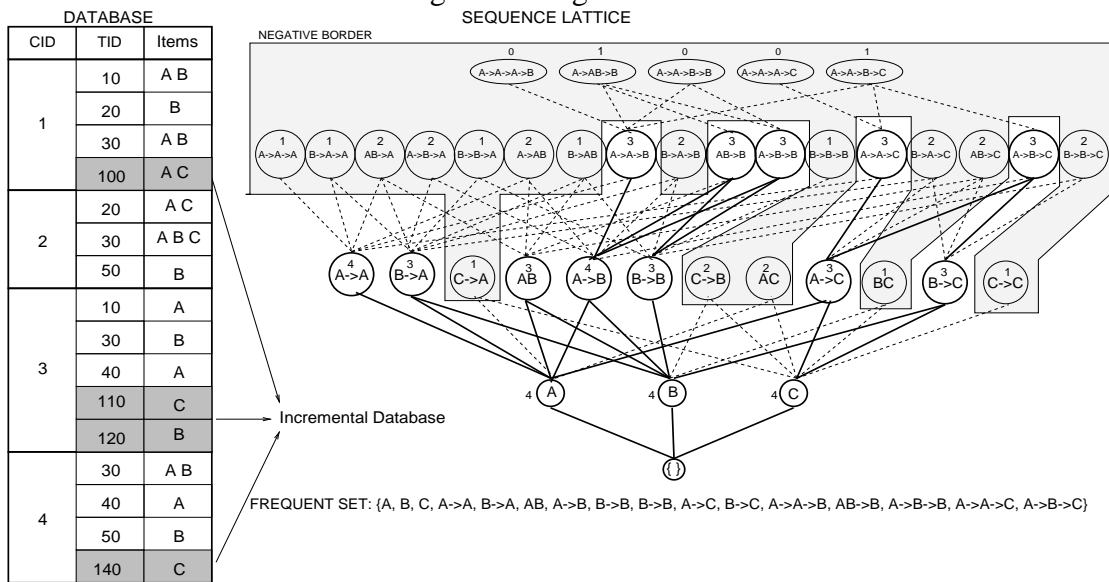 DATABASE
SEQUENCE LATTICE
CID TID Items
1
10 A B
20 B
30 A B
100 A C
2
20 A C
30 A B C
50 B
3
10 A
30 B
40 A
110 C
120 B
4
30 A B
40 A
50 B
140 C
Incremental Database
NEGATIVE BORDER
0 1 0 0 1
A->A->A->B A->AB->B A->A->B->B A->A->A->C A->A->B->C
1 1 2 2 1 2 1 3 2 3 3 1 3 2 2 3 2
A->A->A B->A->A AB->A A->B->A B->B->A A->AB B->AB A->A->B B->A->B AB->B A->B->B B->B->B A->A->C B->A->C AB->C A->B->C B->B->C
4 3 1 3 4 3 2 2 3 1 3 1
A->A B->A C->A AB A->B B->B C->B AC A->C BC B->C C->C
4 A 4 B 4 C
{ }
FREQUENT SET: {A, B, C, A->A, B->A, AB, A->B, B->B, B->B, A->C, B->C, A->A->B, AB->B, A->B->B, A->A->C, A->B->C}